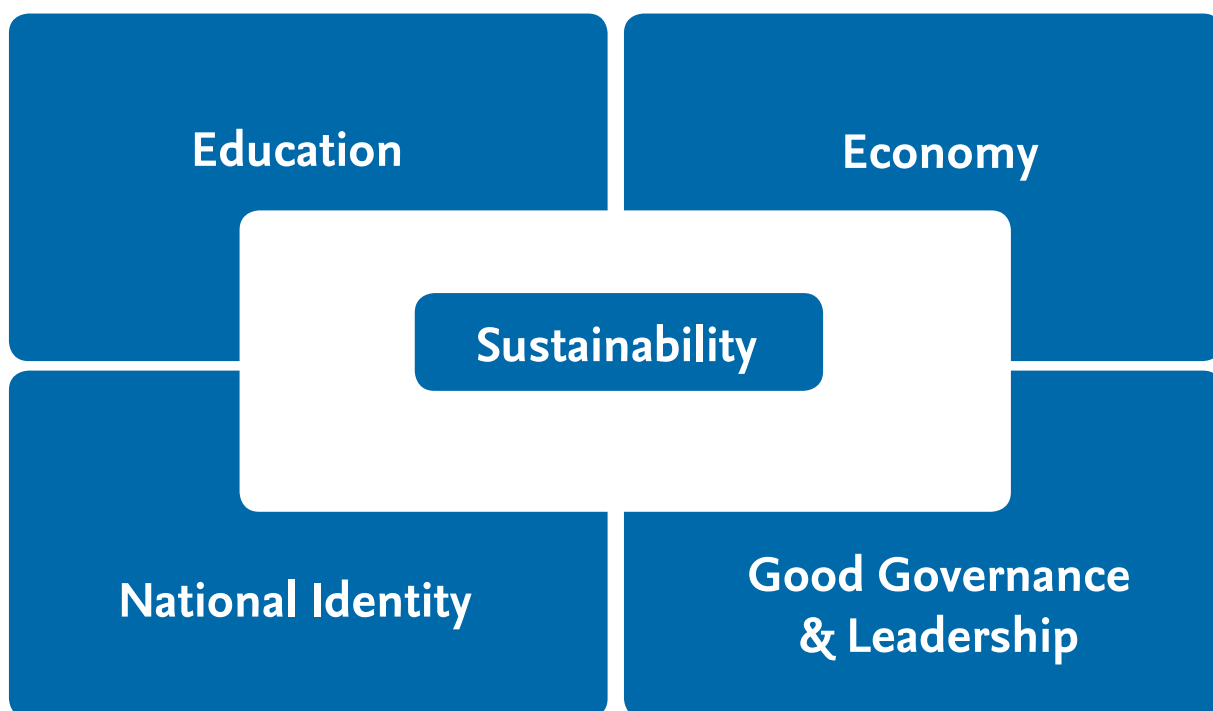 Education
Economy
Sustainability
National Identity
Good Governance
& Leadership